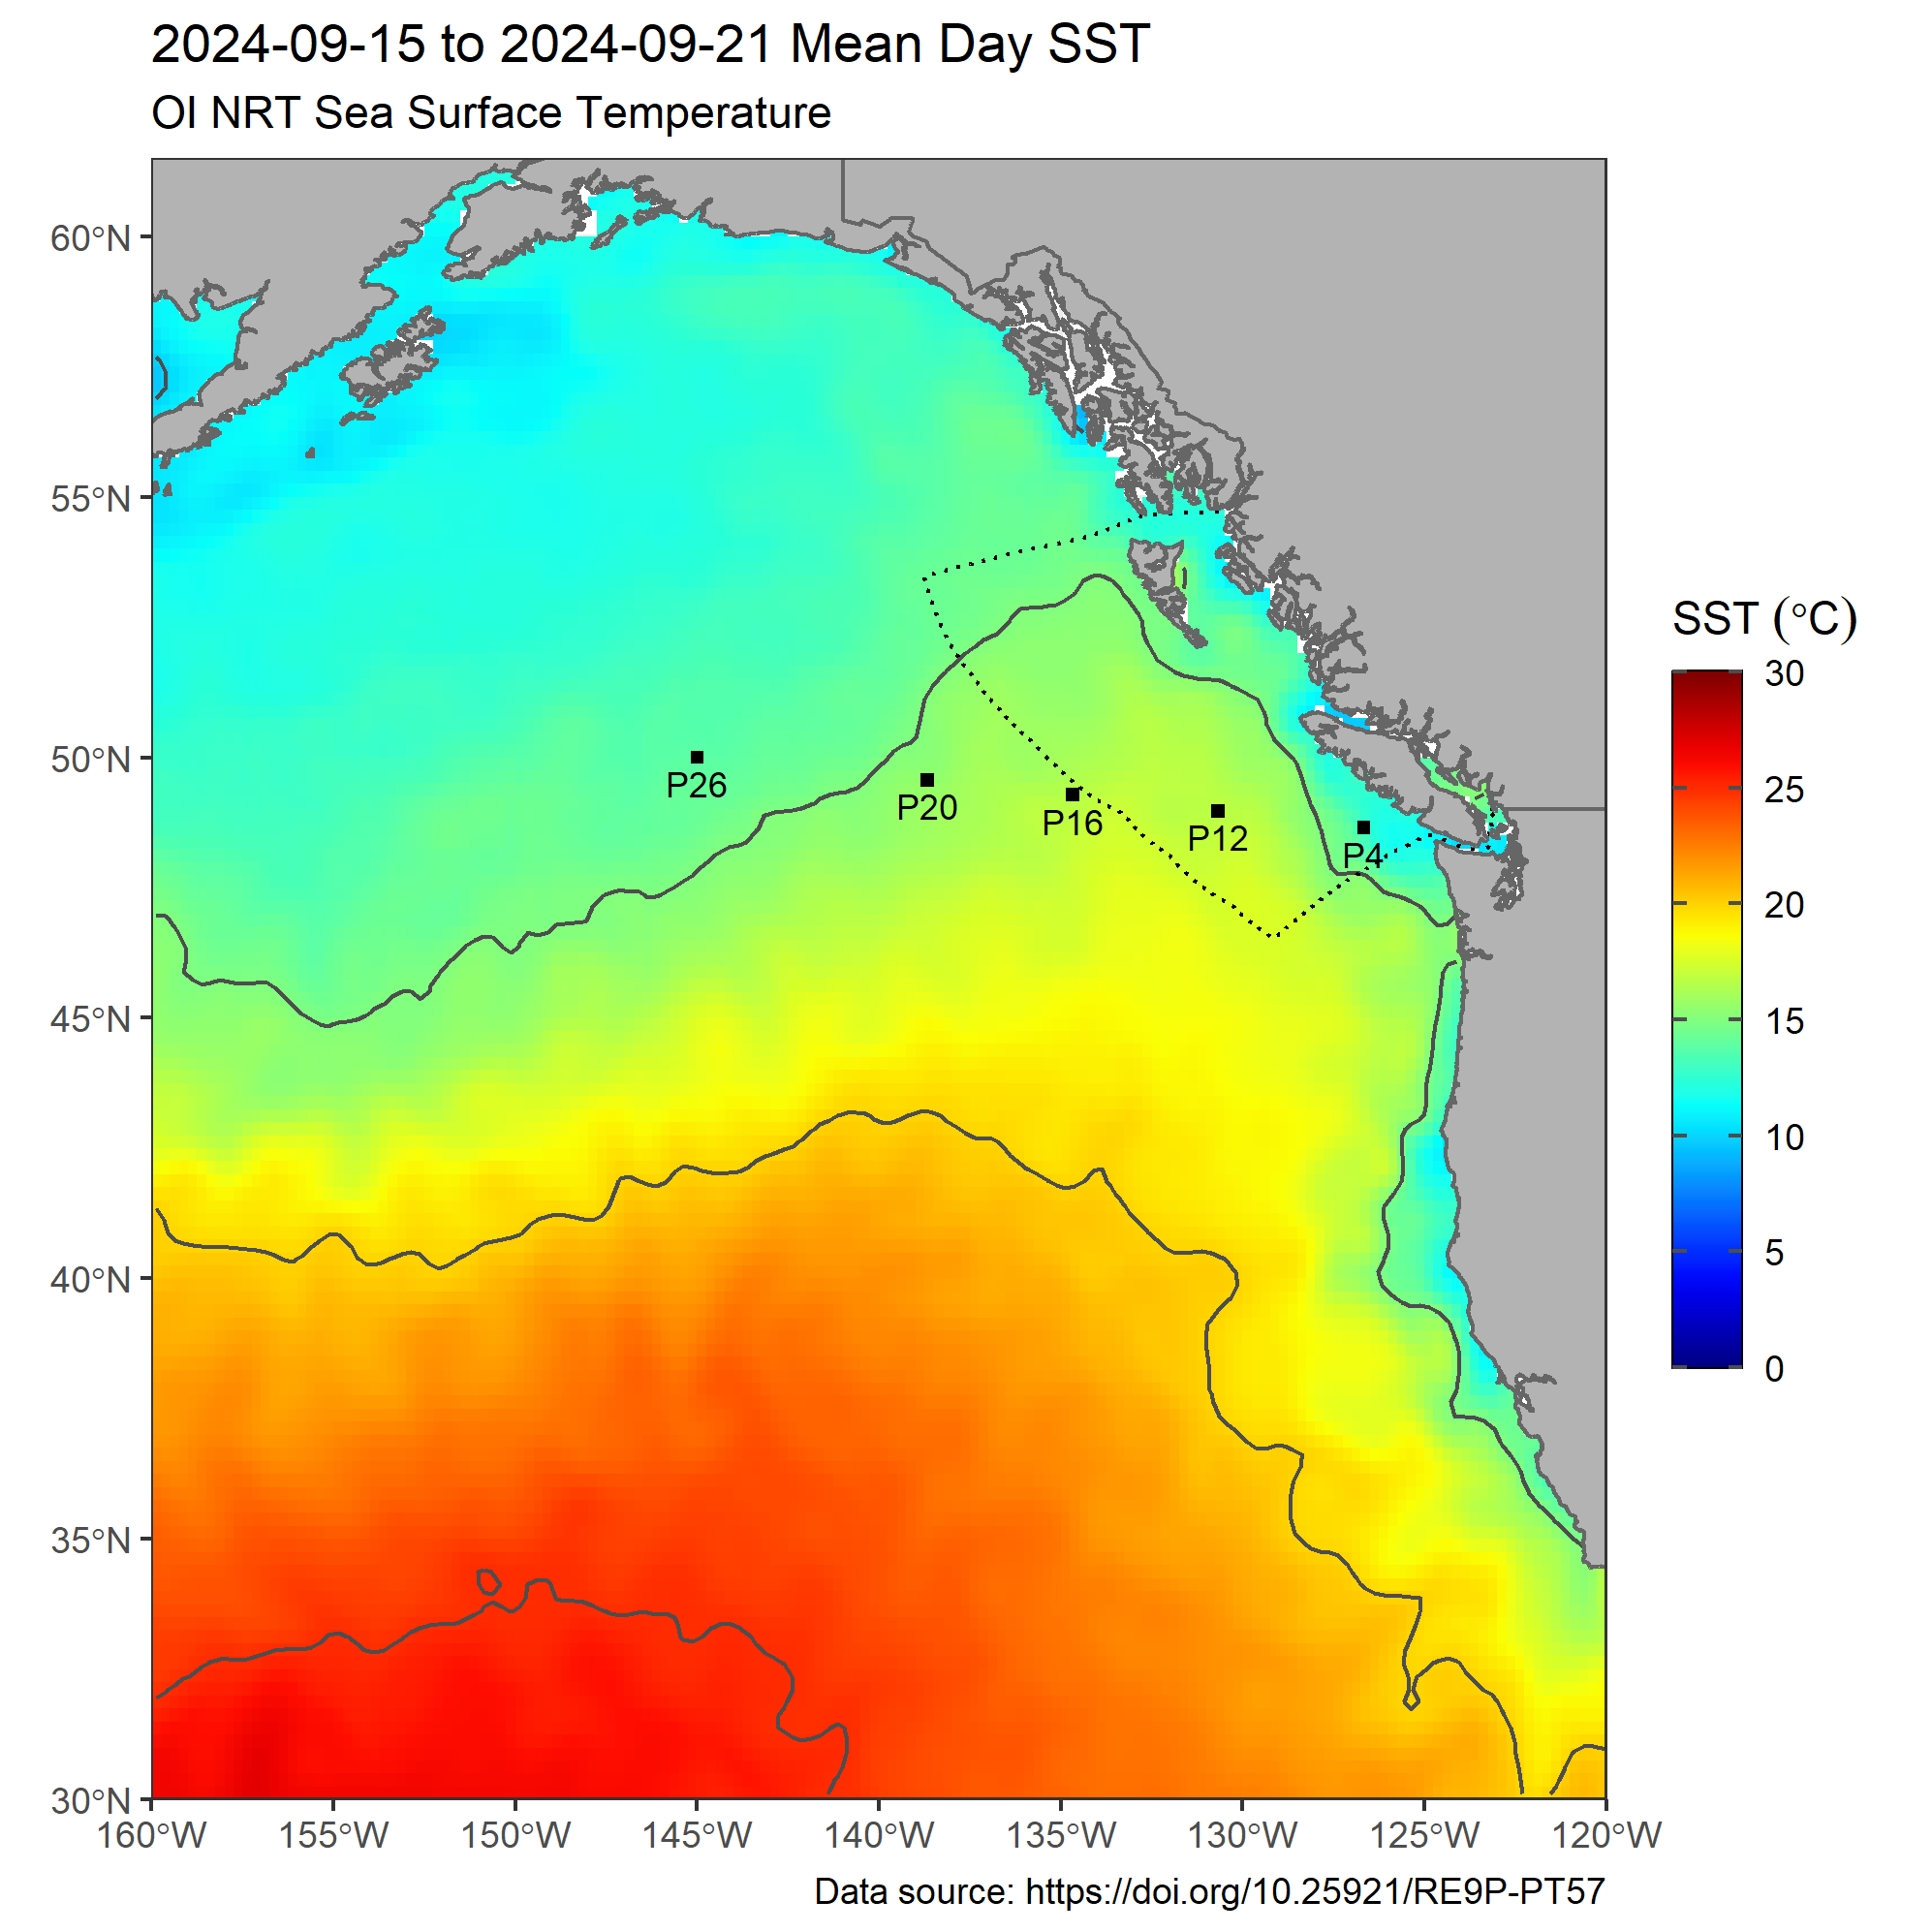 2024-09-15 to 2024-09-21 Mean Day SST
OI NRT Sea Surface Temperature
60°N
55°N
50°N
45°N
40°N
35°N
30°N
P26
P20
P16
P12
P4
SST (°C)
30
25
20
15
10
5
0
160°W 155°W 150°W 145°W 140°W 135°W 130°W 125°W 120°W
Data source: https://doi.org/10.25921/RE9P-PT57